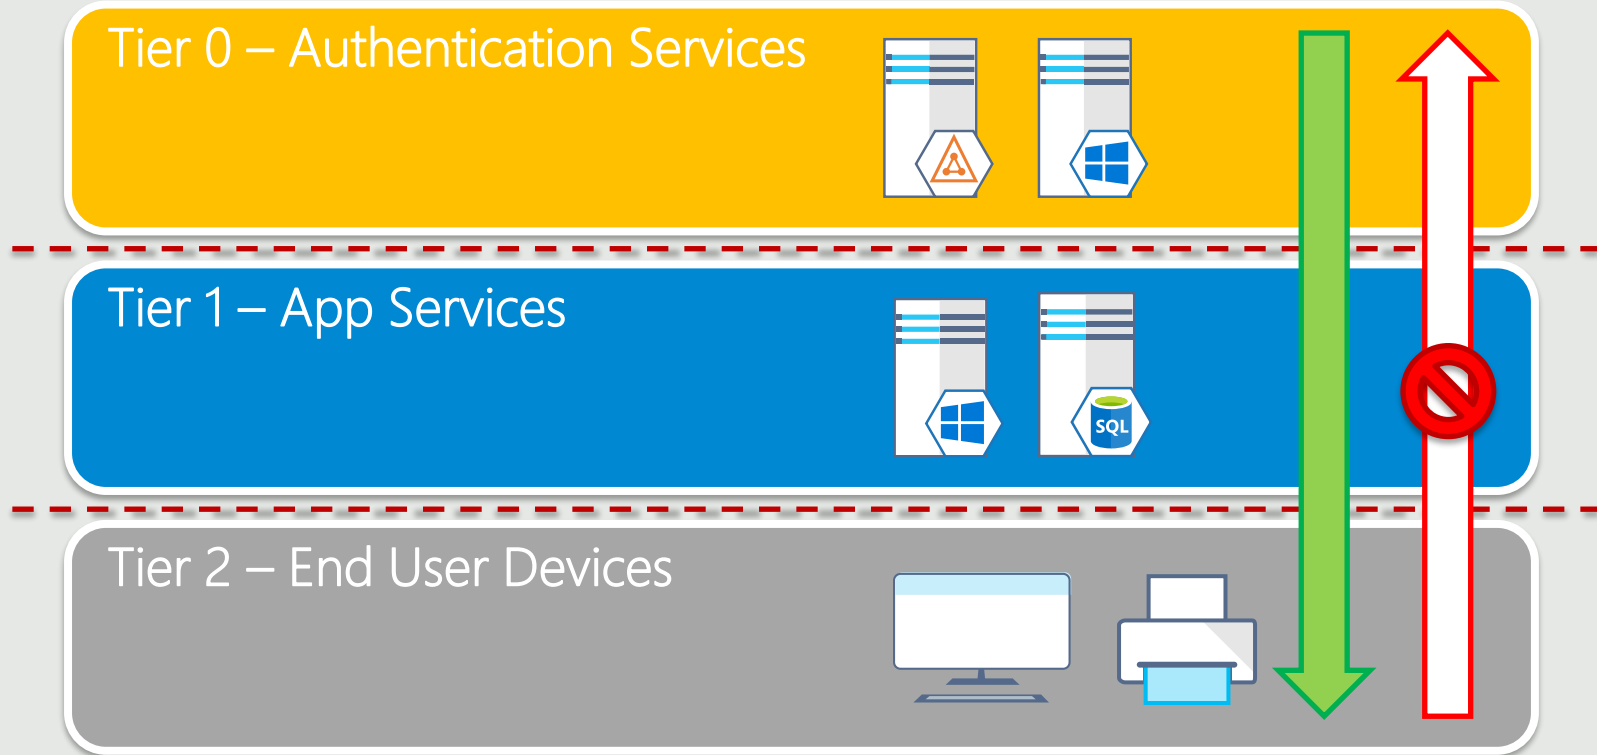 Tier 0 – Authentication Services
Tier 1 – App Services
SQL
Tier 2 – End User Devices